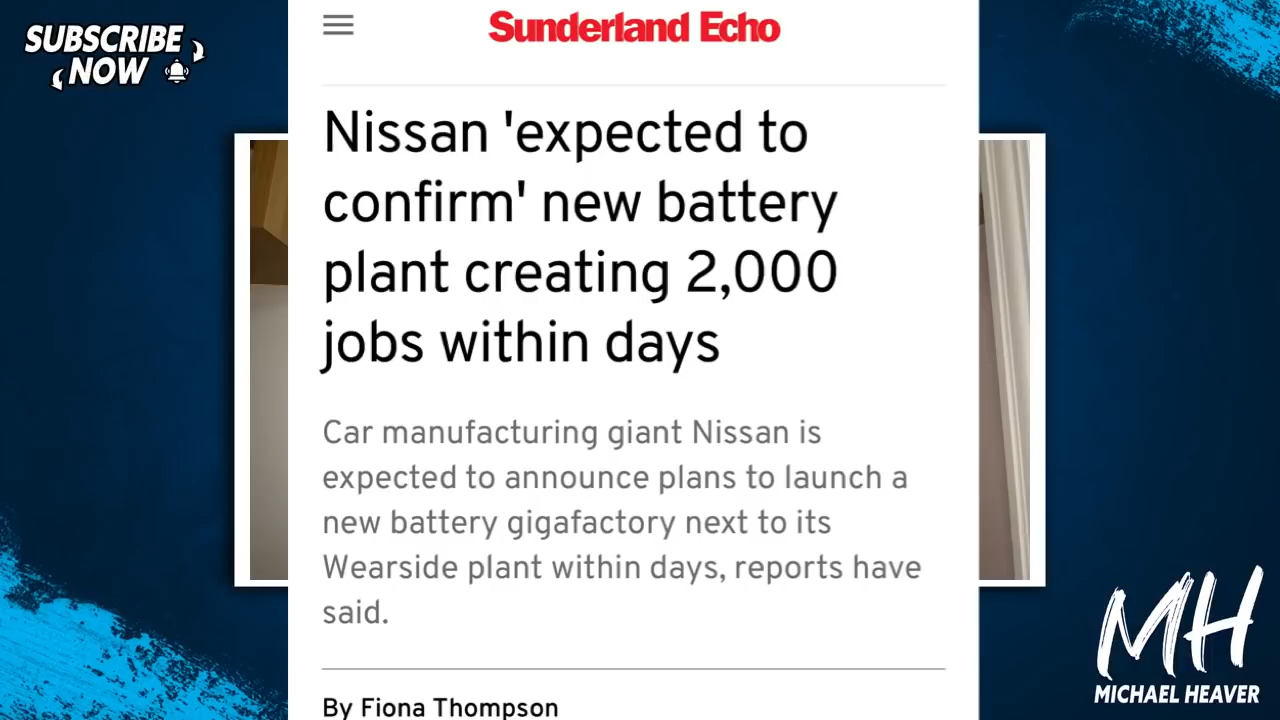 SUBSCRIBE
NOW
Sunderland Echo
Nissan 'expected to
confirm' new battery
plant creating 2,000
jobs within days
Car manufacturing giant Nissan is
expected to announce plans to launch a
new battery gigafactory next to its
Wearside plant within days, reports have
said.
By Fiona Thompson
MH
MICHAEL HEAVER